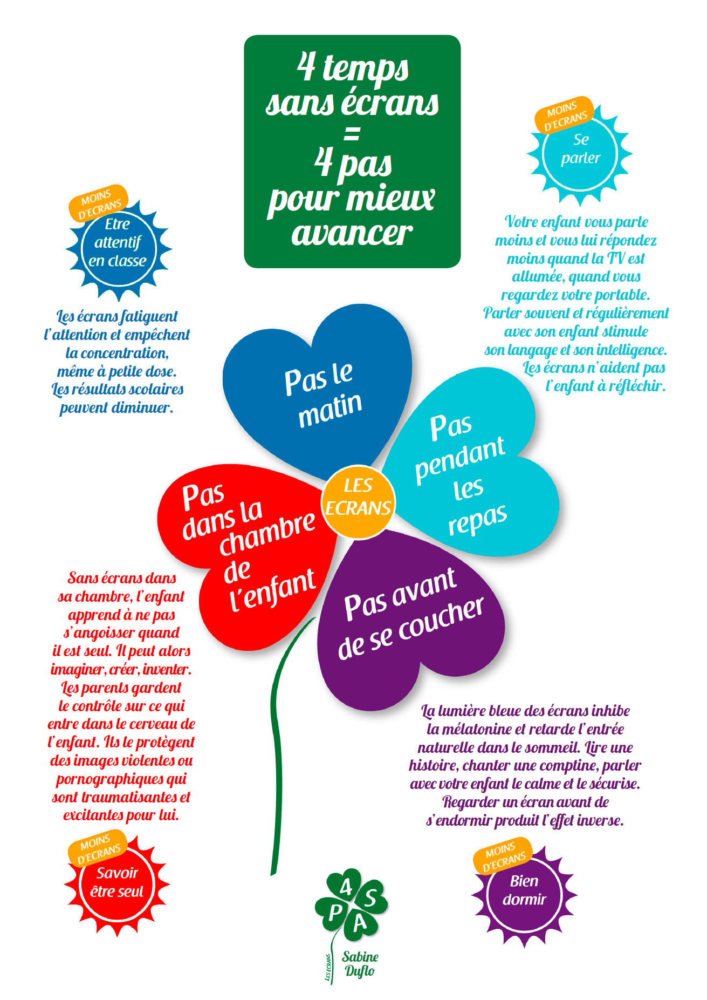 4 temps
sans écrans
=
4 pas
pour mieux
avancer
MOINS
D'ECRANS
Se
parler
Votre enfant vous parle
moins et vous lui répondez
moins quand la TV est
allumée, quand vous
regardez votre portable.
Parler souvent et régulièrement
avec son enfant stimule
son langage et son intelligence.
Les écrans n'aident pas
l'enfant à réfléchir.
MOINS
D'ECRANS
Etre
attentif
en classe
Les écrans fatiguent
l'attention et empêchent
la concentration,
même à petite dose.
Les résultats scolaires
peuvent diminuer.
Pas le
matin
Pas
pendant
les
repas
LES
ECRANS
Pas
dans la
chambre
de
l'enfant
Pas avant
de se coucher
Sans écrans dans
sa chambre, l'enfant
apprend à ne pas
s'angoisser quand
il est seul. Il peut alors
imaginer, créer, inventer.
Les parents gardent
le contrôle sur ce qui
entre dans le cerveau de
l'enfant. Ils le protègent
des images violentes ou
pornographiques qui
sont traumatisantes et
excitantes pour lui.
MOINS
D'ECRANS
Savoir
être seul
La lumière bleue des écrans inhibe
la mélatonine et retarde l'entrée
naturelle dans le sommeil. Lire une
histoire, chanter une comptine, parler
avec votre enfant le calme et le sécurise.
Regarder un écran avant de
s'endormir produit l'effet inverse.
MOINS
D'ECRANS
Bien
dormir
4
P A S
LES ECRANS
Sabine
Duflo